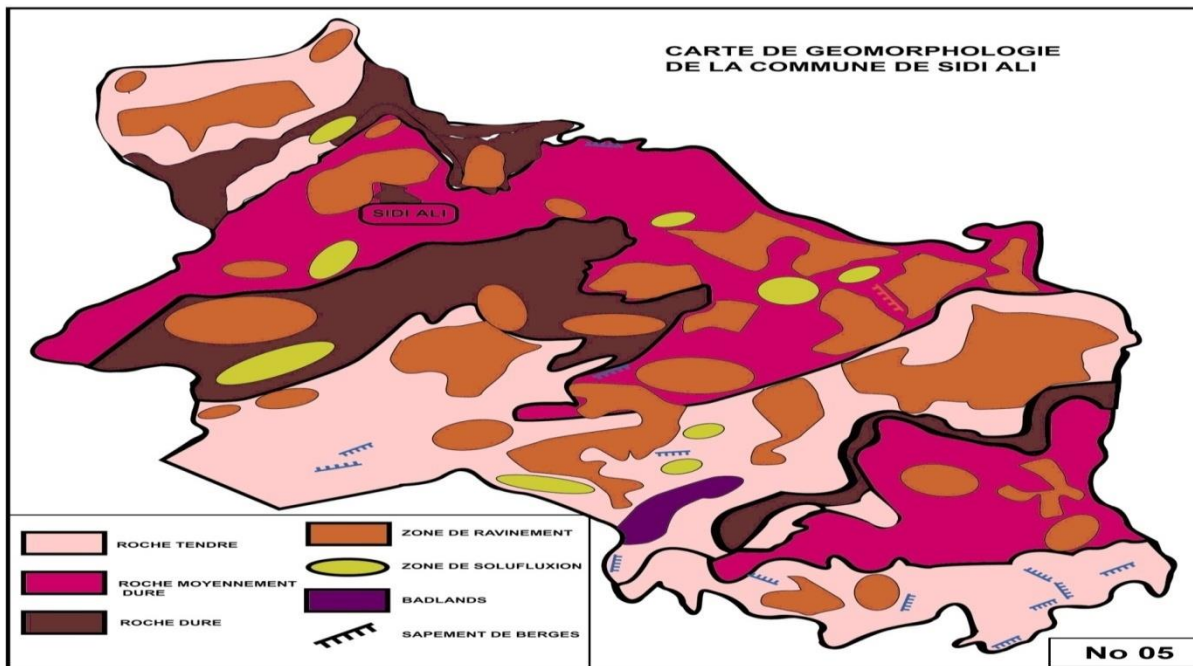 CARTE DE GEOMORPHOLOGIE
DE LA COMMUNE DE SIDI ALI
SIDI ALI
ROCHE TENDRE
ROCHE MOYENNEMENT
DURE
ROCHE DURE
ZONE DE RAVINEMENT
ZONE DE SOLUFLUXION
BADLANDS
SAPEMENT DE BERGES
No 05